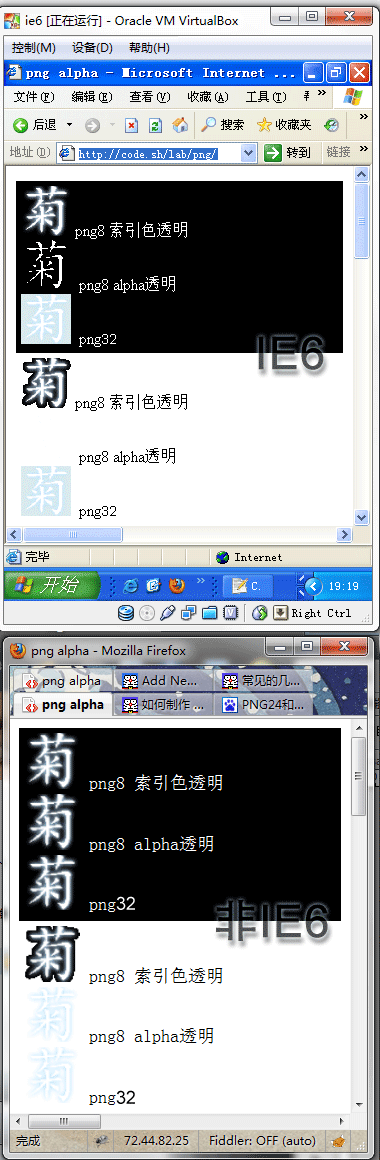 ie6 [正在运行] - Oracle VM VirtualBox
控制(M) 设备(D) 帮助(H)
png alpha - Microsoft Internet ...
文件(F) 编辑(E) 查看(V) 收藏(A) 工具(T) »
后退 搜索 收藏夹 »
地址(D) http://code.sh/lab/png/ 转到 链接 »
菊 png8 索引色透明
菊 png8 alpha透明
菊 png32
IE6
菊 png8 索引色透明
png8 alpha透明
菊 png32
完毕 Internet
开始 » C. 19:19
Right Ctrl
png alpha - Mozilla Firefox
png alpha Add Ne... 常见的几...
png alpha 如何制作 ... PNG24和...
菊 png8 索引色透明
菊 png8 alpha透明
菊 png32
非IE6
菊 png8 索引色透明
菊 png8 alpha透明
菊 png32
完成 72.44.82.25 Fiddler: OFF (auto)